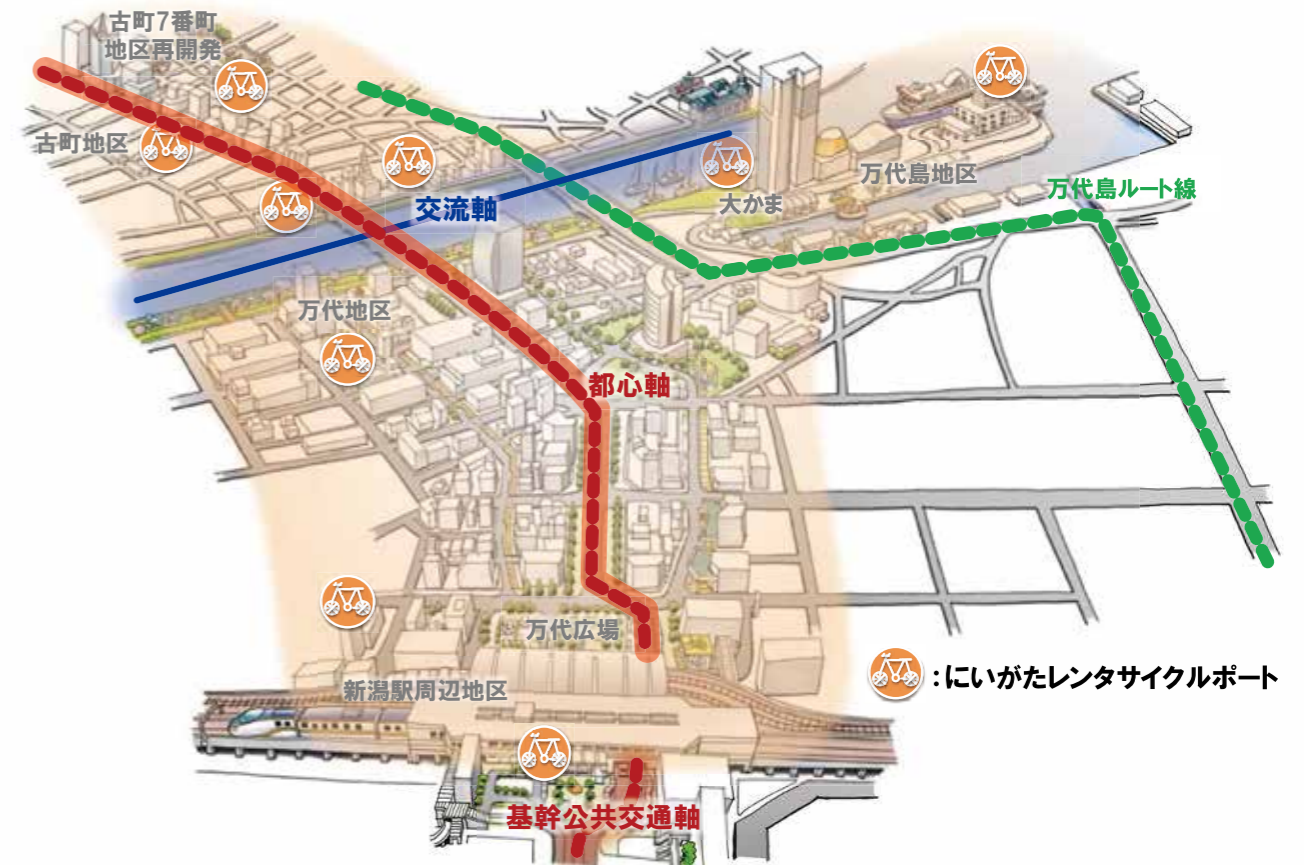 古町7番町
地区再開発
古町地区
交流軸
大かま
万代島地区
万代島ルート線
万代地区
都心軸
万代広場
:にいがたレンタサイクルポート
新潟駅周辺地区
基幹公共交通軸